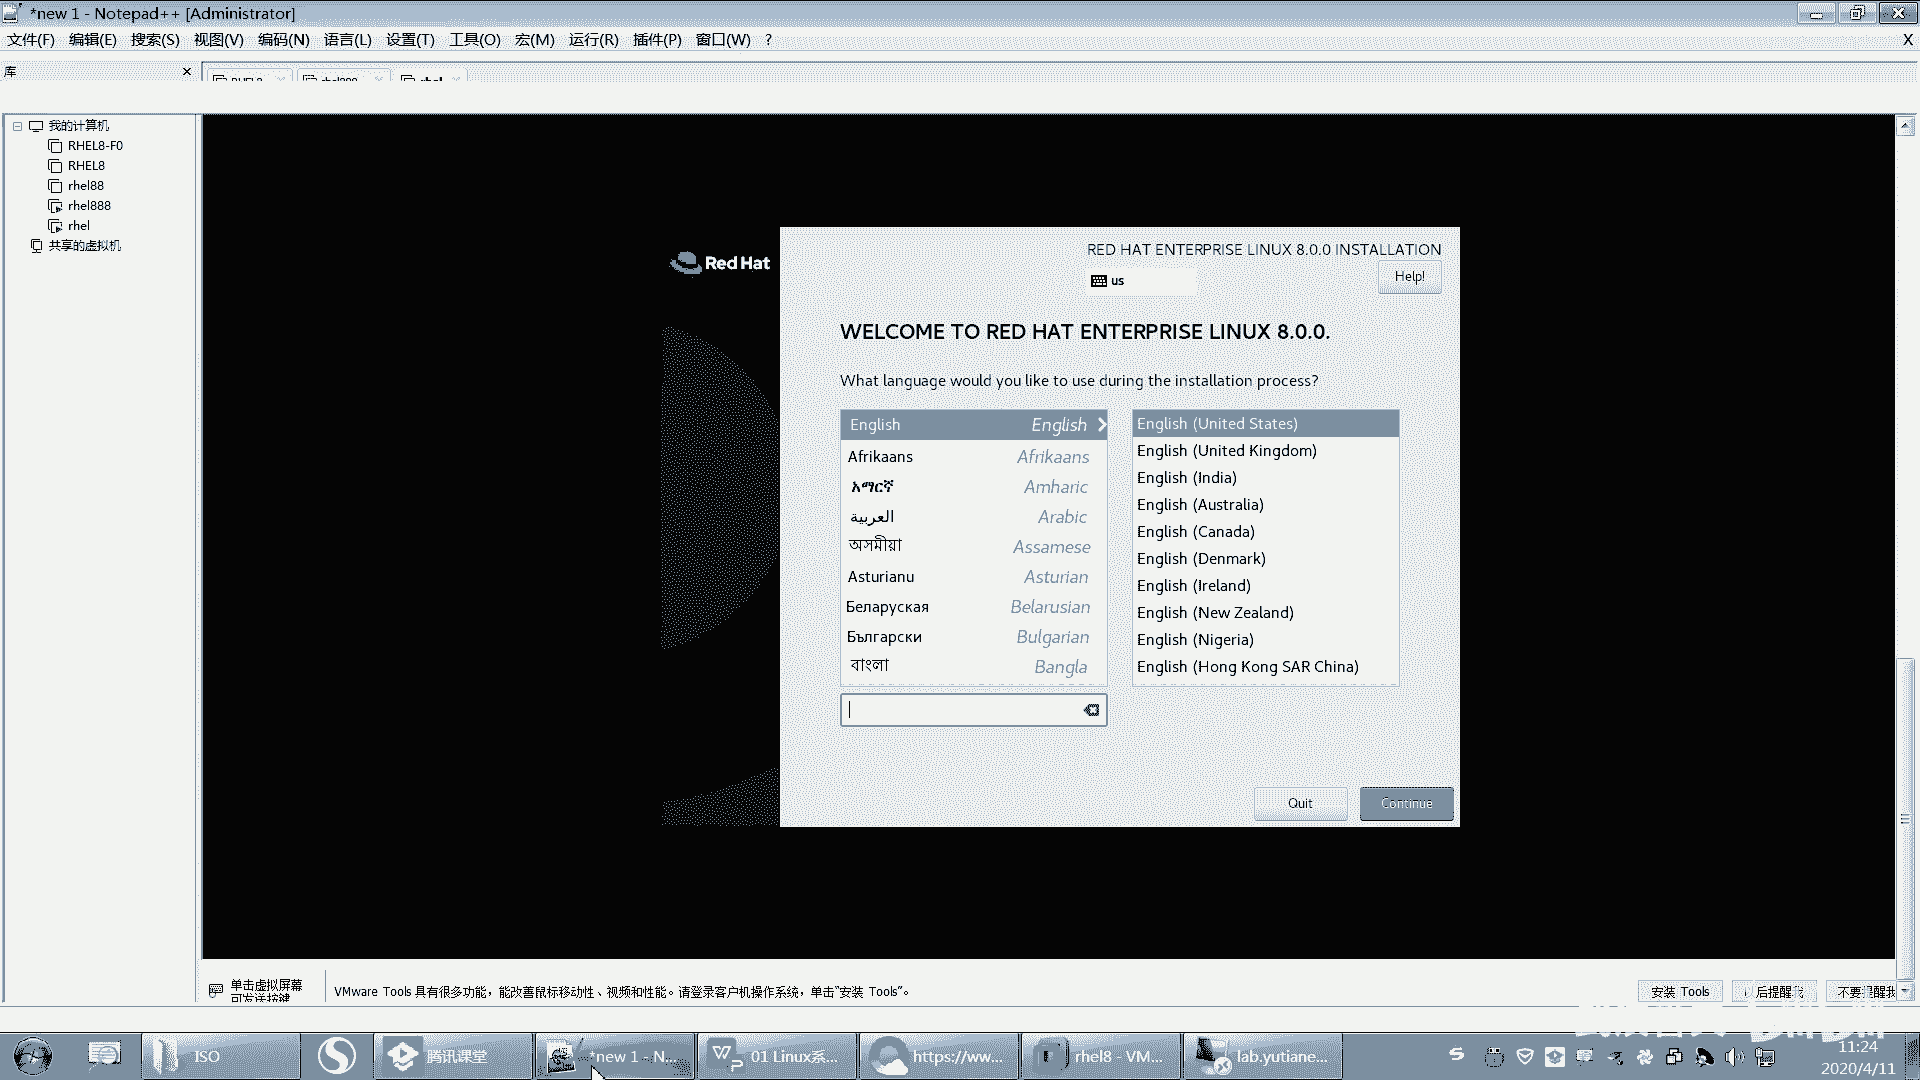 *new 1 - Notepad++ [Administrator]
文件(F) 编辑(E) 搜索(S) 视图(V) 编码(N) 语言(L) 设置(T) 工具(O) 宏(M) 运行(R) 插件(P) 窗口(W) ? X
库
我的计算机
RHEL8-F0
RHEL8
rhel88
rhel888
rhel
共享的虚拟机
Red Hat
RED HAT ENTERPRISE LINUX 8.0.0 INSTALLATION
us
Help!
WELCOME TO RED HAT ENTERPRISE LINUX 8.0.0.
What language would you like to use during the installation process?
English English
Afrikaans Afrikaans
አማርኛ Amharic
العربية Arabic
অসমীয়া Assamese
Asturianu Asturian
Беларуская Belarusian
Български Bulgarian
বাংলা Bangla
English (United States)
English (United Kingdom)
English (India)
English (Australia)
English (Canada)
English (Denmark)
English (Ireland)
English (New Zealand)
English (Nigeria)
English (Hong Kong SAR China)
Quit Continue
单击虚拟屏幕
可发送按键
VMware Tools 具有很多功能，能改善鼠标移动性、视频和性能。请登录客户机操作系统，单击“安装 Tools”。
安装 Tools 后提醒我 不要提醒我
ISO 腾讯课堂 *new 1 - N... 01 Linux系... https://ww... rhel8 - VM... lab.yutiane...
11:24
2020/4/11